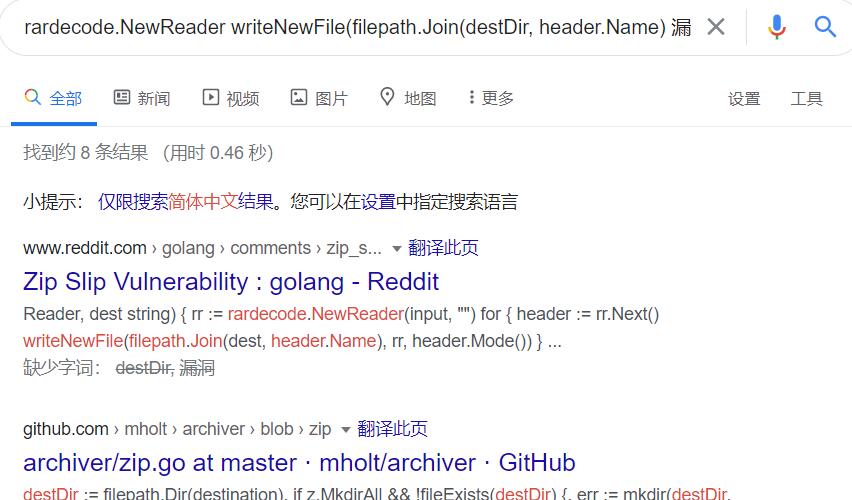 rardecode.NewReader writeNewFile(filepath.Join(destDir, header.Name) 漏
全部 新闻 视频 图片 地图 更多 设置 工具
找到约 8 条结果 （用时 0.46 秒）
小提示： 仅限搜索简体中文结果。您可以在设置中指定搜索语言
www.reddit.com › golang › comments › zip_s... 翻译此页
Zip Slip Vulnerability : golang - Reddit
Reader, dest string) { rr := rardecode.NewReader(input, "") for { header := rr.Next()
writeNewFile(filepath.Join(dest, header.Name), rr, header.Mode()) } ...
缺少字词： destDir, 漏洞
github.com › mholt › archiver › blob › zip 翻译此页
archiver/zip.go at master · mholt/archiver · GitHub
destDir := filepath.Dir(destination). if z.MkdirAll && !fileExists(destDir) {. err := mkdir(destDir.